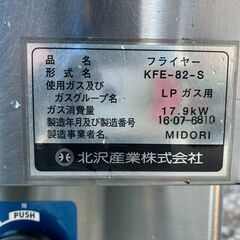 品名 フライヤー
形式名 KFE-82-S
使用ガス及び
ガスグループ名 LPガス用
ガス消費量 17.9kW
製造年月及び製造番号 16·07-6810
製造事業者名 MIDORI
北沢産業株式会社
閉
PUSH